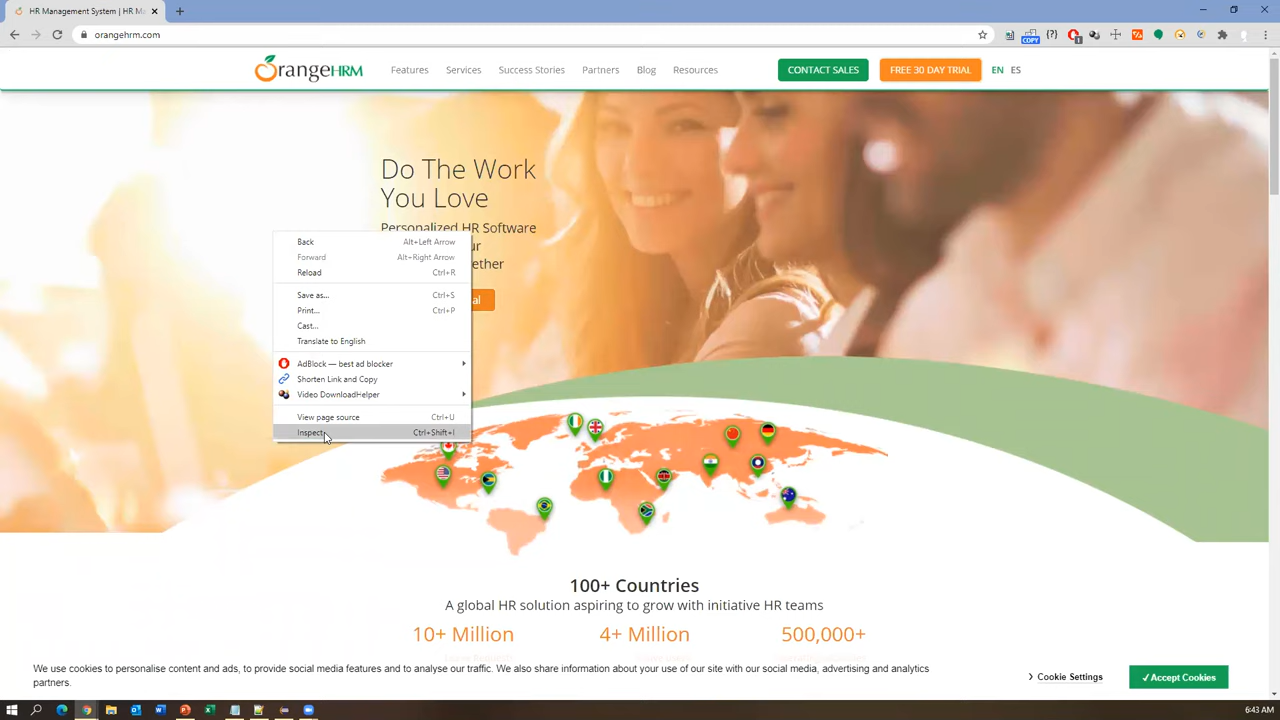 HR Management System | HR Ma
orangehrm.com
COPY
OrangeHRM
Features
Services
Success Stories
Partners
Blog
Resources
CONTACT SALES
FREE 30 DAY TRIAL
EN ES
Do The Work
You Love
Personalized HR Software
Back Alt+Left Arrow
Forward Alt+Right Arrow
Reload Ctrl+R
Save as... Ctrl+S
Print... Ctrl+P
Cast...
Translate to English
AdBlock — best ad blocker
Shorten Link and Copy
Video DownloadHelper
View page source Ctrl+U
Inspect Ctrl+Shift+I
100+ Countries
A global HR solution aspiring to grow with initiative HR teams
10+ Million 4+ Million 500,000+
We use cookies to personalise content and ads, to provide social media features and to analyse our traffic. We also share information about your use of our site with our social media, advertising and analytics
partners.
Cookie Settings
✓Accept Cookies
6:43 AM